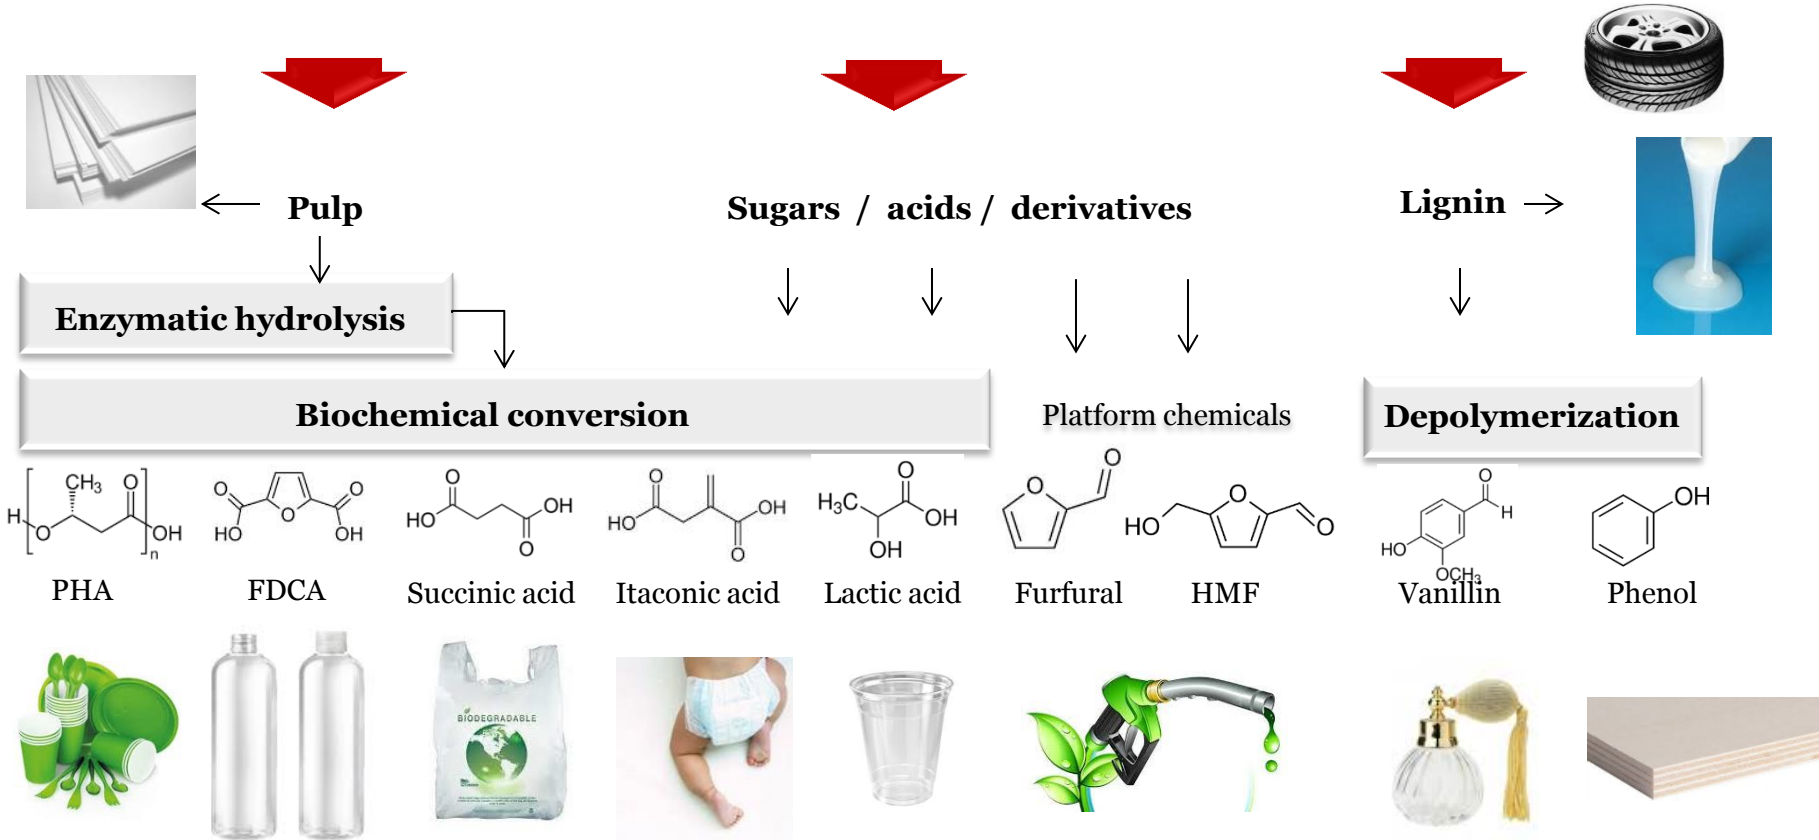 Pulp
Sugars / acids / derivatives
Lignin
Enzymatic hydrolysis
Biochemical conversion
Platform chemicals
Depolymerization
CH3
O
H
O
OH
n
O
O
O
HO
OH
O
OH
HO
O
O
OH
HO
O
O
H3C
OH
OH
O
O
O
HO
O
O
H
HO
OCH3
OH
PHA
FDCA
Succinic acid
Itaconic acid
Lactic acid
Furfural
HMF
Vanillin
Phenol
BIODEGRADABLE